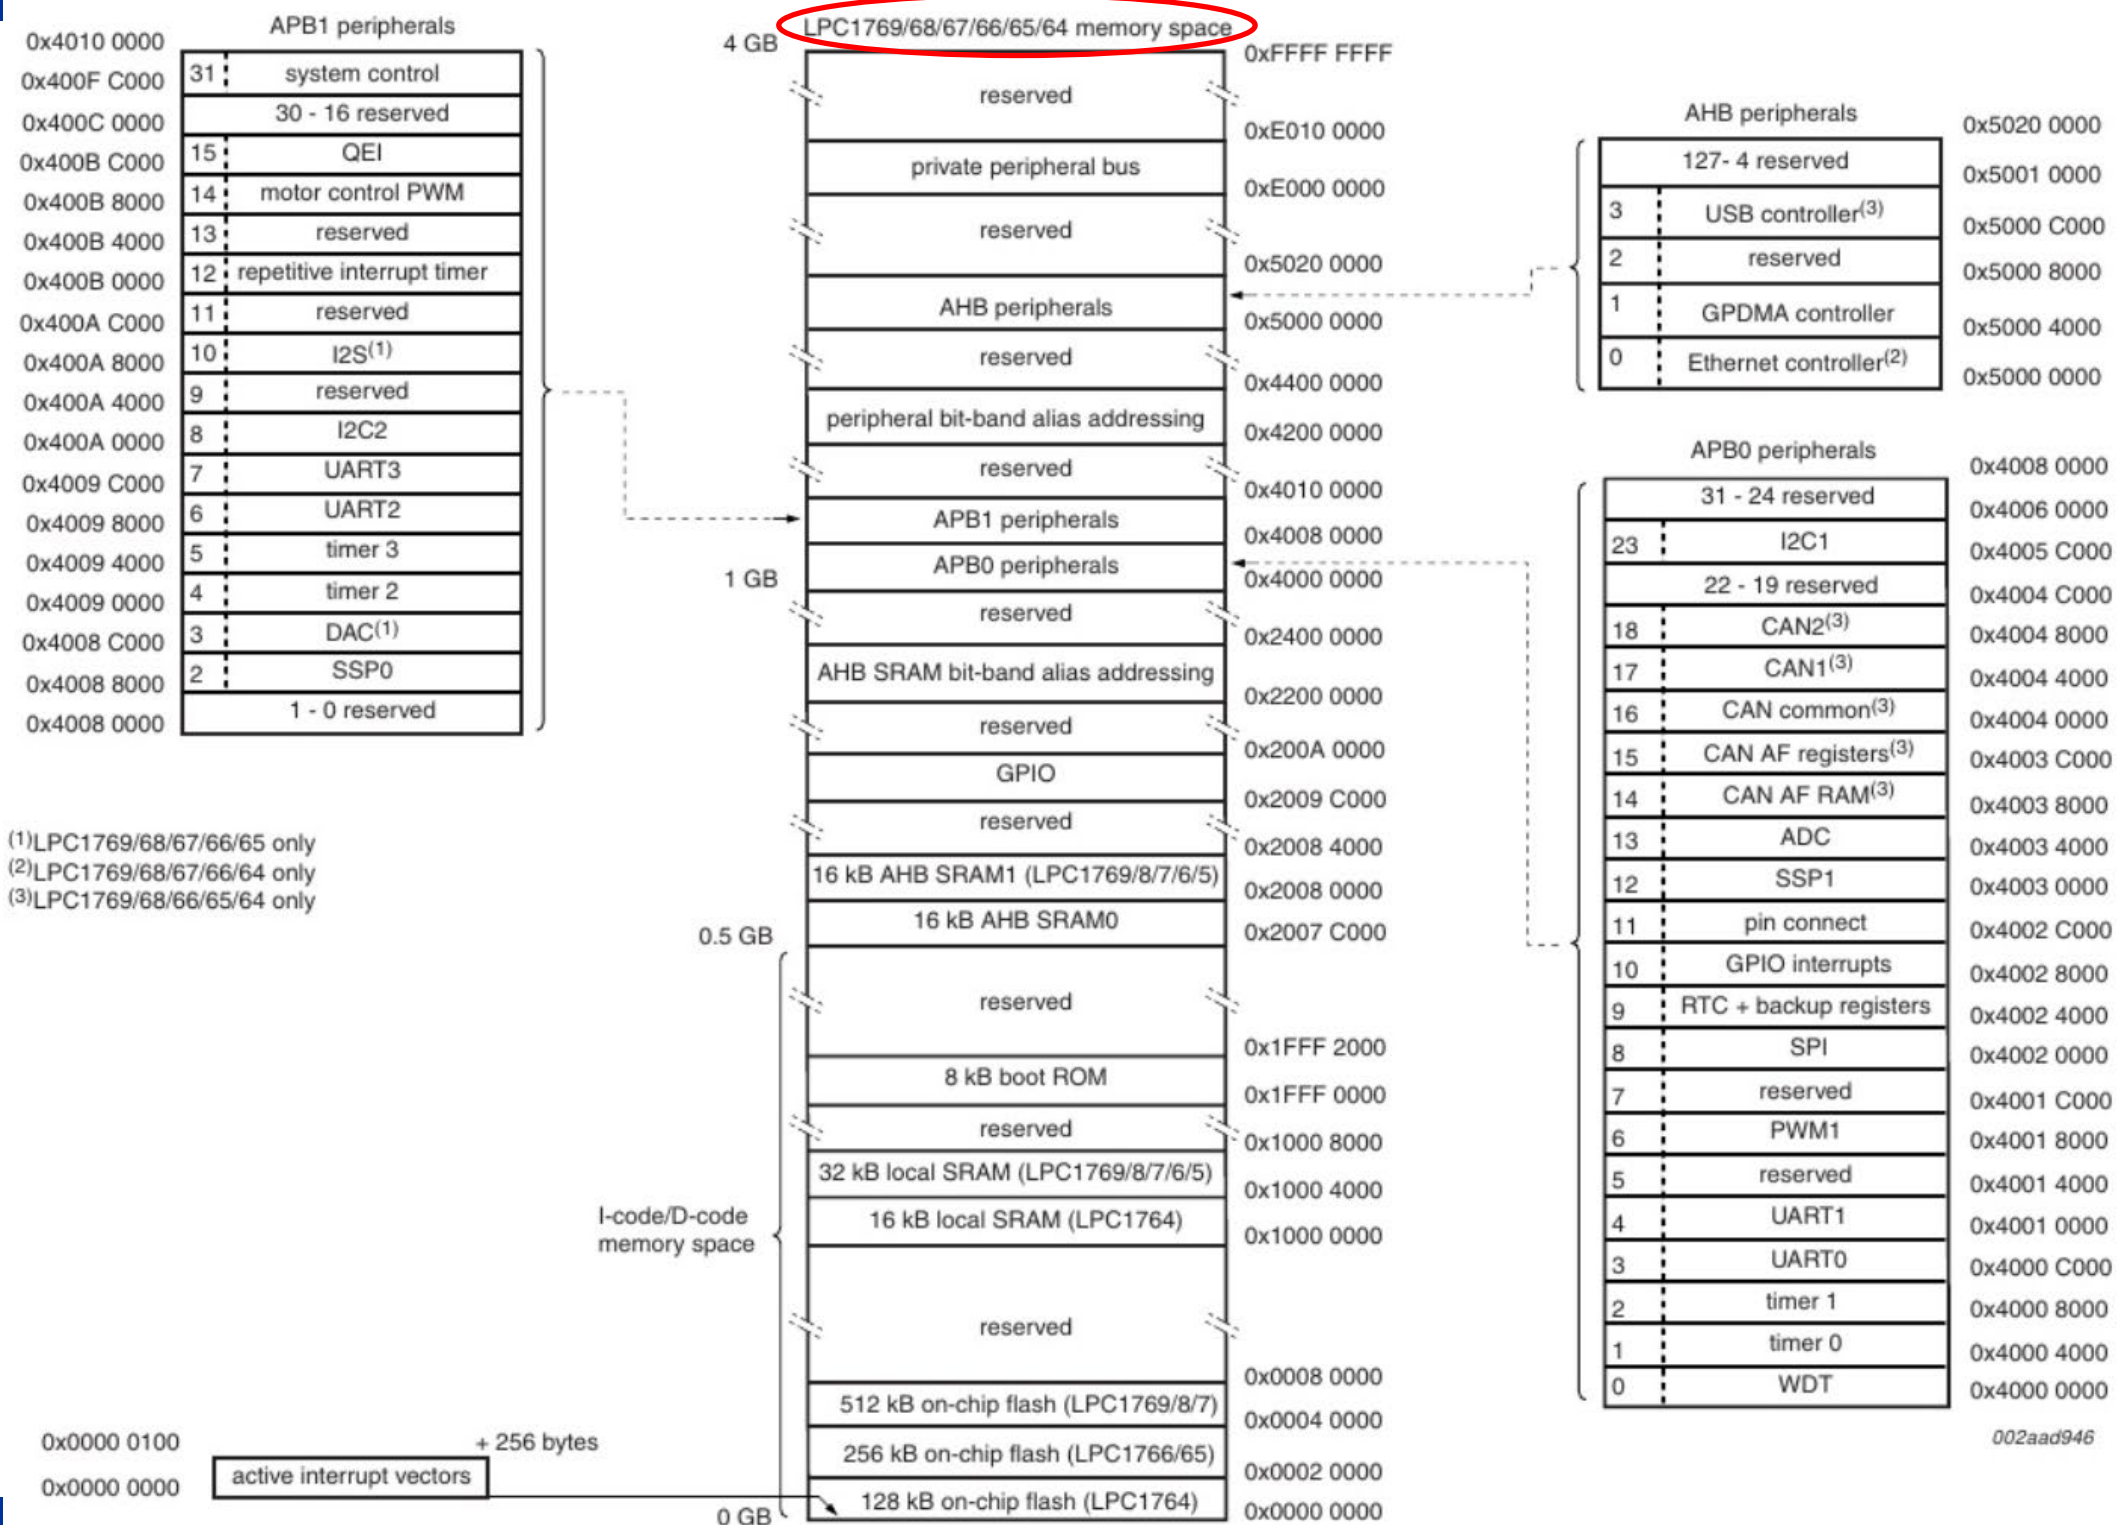 APB1 peripherals
0x4010 0000
31 system control
0x400F C000
30 - 16 reserved
0x400C 0000
15 QEI
0x400B C000
14 motor control PWM
0x400B 8000
13 reserved
0x400B 4000
12 repetitive interrupt timer
0x400B 0000
11 reserved
0x400A C000
10 I2S(1)
0x400A 8000
9 reserved
0x400A 4000
8 I2C2
0x400A 0000
7 UART3
0x4009 C000
6 UART2
0x4009 8000
5 timer 3
0x4009 4000
4 timer 2
0x4009 0000
3 DAC(1)
0x4008 C000
2 SSP0
0x4008 8000
1 - 0 reserved
0x4008 0000
(1)LPC1769/68/67/66/65 only
(2)LPC1769/68/67/66/64 only
(3)LPC1769/68/66/65/64 only
0x0000 0100
+ 256 bytes
active interrupt vectors
0x0000 0000
LPC1769/68/67/66/65/64 memory space
4 GB
0xFFFF FFFF
reserved
0xE010 0000
private peripheral bus
0xE000 0000
reserved
0x5020 0000
AHB peripherals
0x5000 0000
reserved
0x4400 0000
peripheral bit-band alias addressing
0x4200 0000
reserved
0x4010 0000
APB1 peripherals
0x4008 0000
APB0 peripherals
1 GB
0x4000 0000
reserved
0x2400 0000
AHB SRAM bit-band alias addressing
0x2200 0000
reserved
0x200A 0000
GPIO
0x2009 C000
reserved
0x2008 4000
16 kB AHB SRAM1 (LPC1769/8/7/6/5)
0x2008 0000
16 kB AHB SRAM0
0.5 GB
0x2007 C000
reserved
0x1FFF 2000
8 kB boot ROM
0x1FFF 0000
reserved
0x1000 8000
32 kB local SRAM (LPC1769/8/7/6/5)
0x1000 4000
16 kB local SRAM (LPC1764)
0x1000 0000
I-code/D-code
memory space
reserved
0x0008 0000
512 kB on-chip flash (LPC1769/8/7)
0x0004 0000
256 kB on-chip flash (LPC1766/65)
0x0002 0000
128 kB on-chip flash (LPC1764)
0x0000 0000
0 GB
AHB peripherals
0x5020 0000
127- 4 reserved
0x5001 0000
3 USB controller(3)
0x5000 C000
2 reserved
0x5000 8000
1 GPDMA controller
0x5000 4000
0 Ethernet controller(2)
0x5000 0000
APB0 peripherals
0x4008 0000
31 - 24 reserved
0x4006 0000
23 I2C1
0x4005 C000
22 - 19 reserved
0x4004 C000
18 CAN2(3)
0x4004 8000
17 CAN1(3)
0x4004 4000
16 CAN common(3)
0x4004 0000
15 CAN AF registers(3)
0x4003 C000
14 CAN AF RAM(3)
0x4003 8000
13 ADC
0x4003 4000
12 SSP1
0x4003 0000
11 pin connect
0x4002 C000
10 GPIO interrupts
0x4002 8000
9 RTC + backup registers
0x4002 4000
8 SPI
0x4002 0000
7 reserved
0x4001 C000
6 PWM1
0x4001 8000
5 reserved
0x4001 4000
4 UART1
0x4001 0000
3 UART0
0x4000 C000
2 timer 1
0x4000 8000
1 timer 0
0x4000 4000
0 WDT
0x4000 0000
002aad946